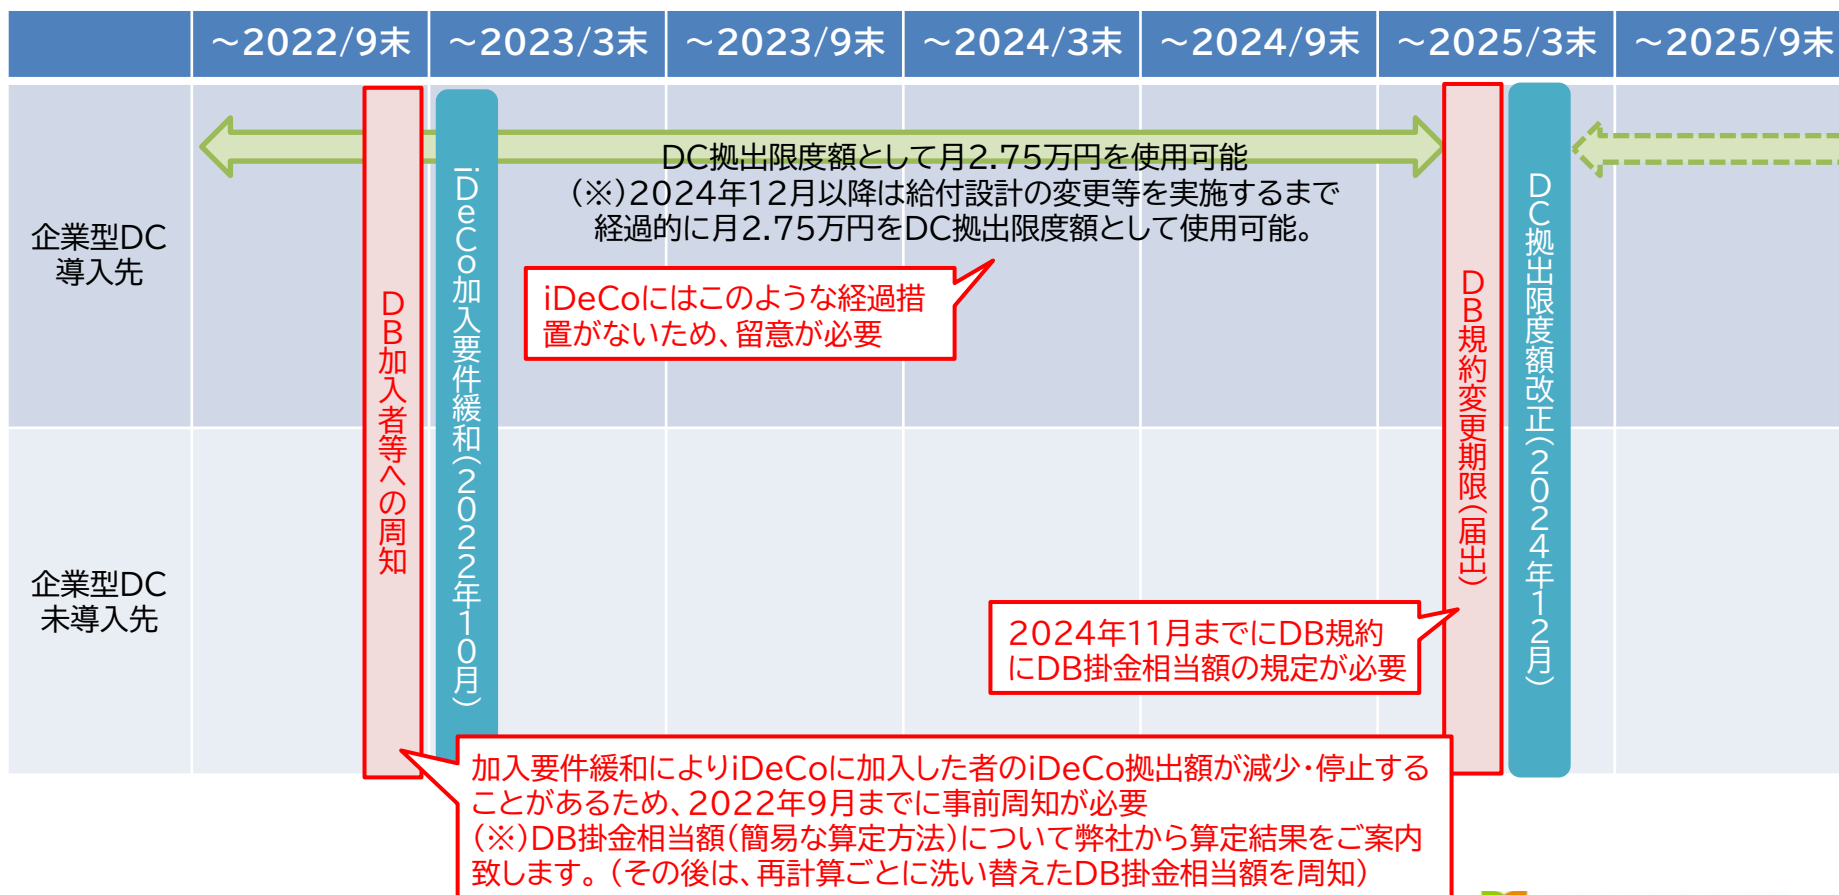 ～2022/9末
～2023/3末
～2023/9末
～2024/3末
～2024/9末
～2025/3末
～2025/9末
企業型DC
導入先
DC拠出限度額として月2.75万円を使用可能
(※)2024年12月以降は給付設計の変更等を実施するまで
経過的に月2.75万円をDC拠出限度額として使用可能。
iDeCoにはこのような経過措
置がないため、留意が必要
DB加入者等への周知
iDeCo加入要件緩和(2022年10月)
DB規約変更期限(届出)
DC拠出限度額改正(2024年12月)
企業型DC
未導入先
2024年11月までにDB規約
にDB掛金相当額の規定が必要
加入要件緩和によりiDeCoに加入した者のiDeCo拠出額が減少・停止する
ことがあるため、2022年9月までに事前周知が必要
(※)DB掛金相当額(簡易な算定方法)について弊社から算定結果をご案内
致します。(その後は、再計算ごとに洗い替えたDB掛金相当額を周知)